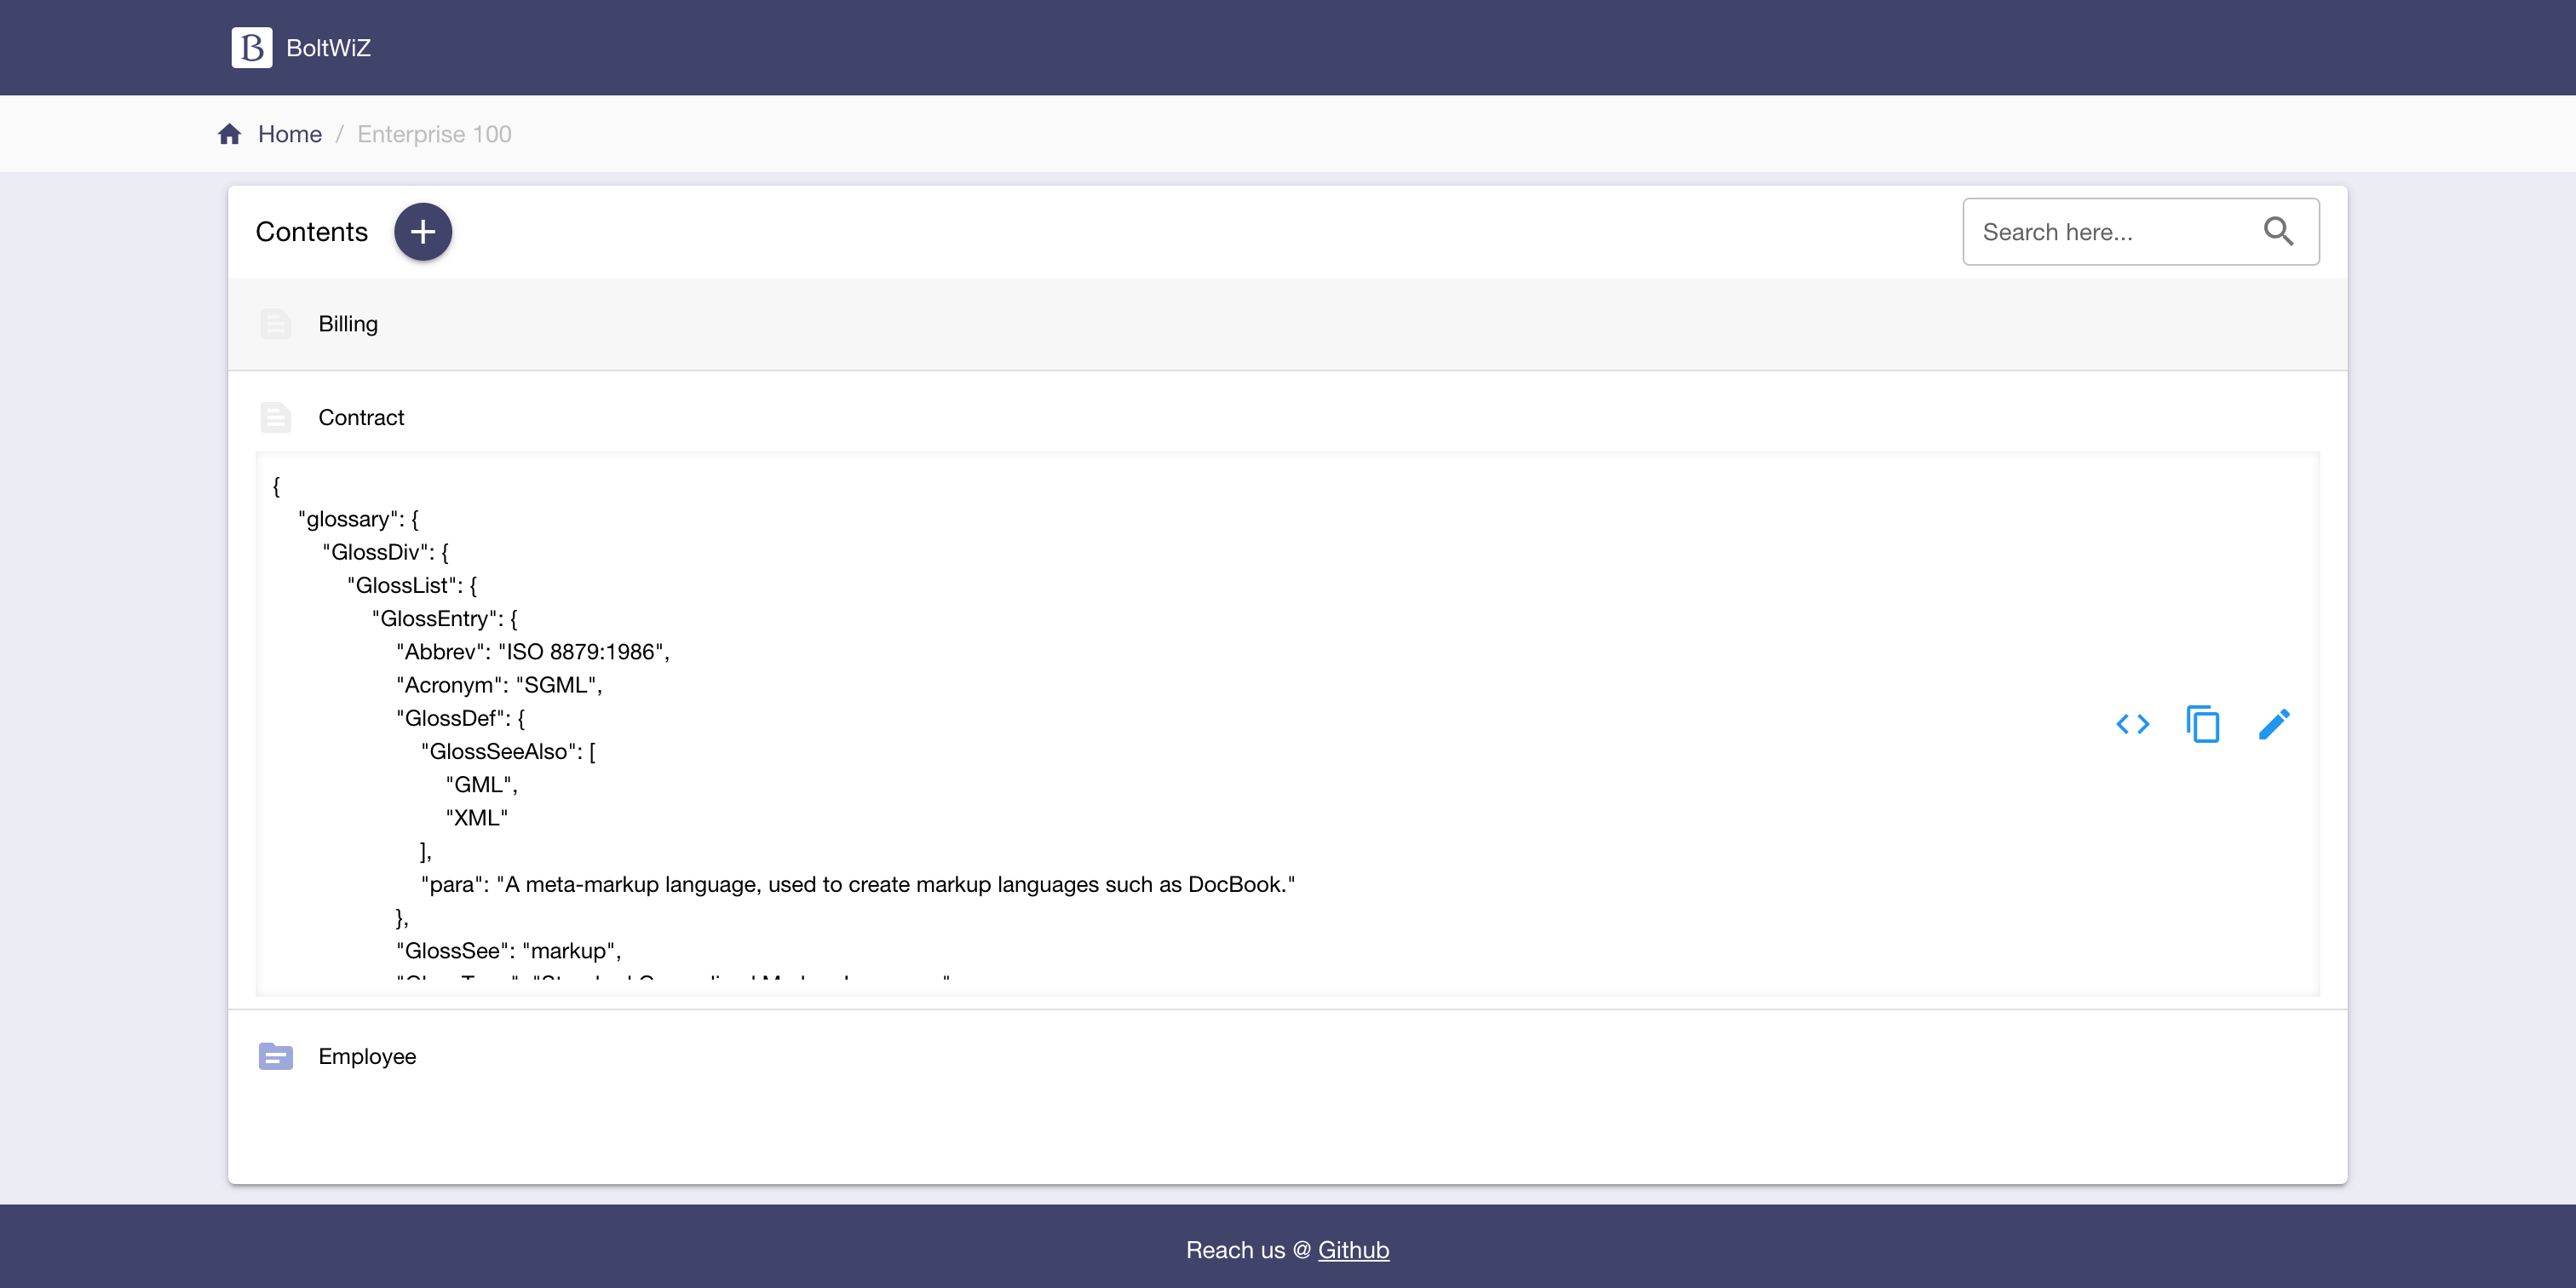 B BoltWiZ
Home / Enterprise 100
Contents
Search here...
Billing
Contract
{
"glossary": {
"GlossDiv": {
"GlossList": {
"GlossEntry": {
"Abbrev": "ISO 8879:1986",
"Acronym": "SGML",
"GlossDef": {
"GlossSeeAlso": [
"GML",
"XML"
],
"para": "A meta-markup language, used to create markup languages such as DocBook."
},
"GlossSee": "markup",
Employee
Reach us @ Github